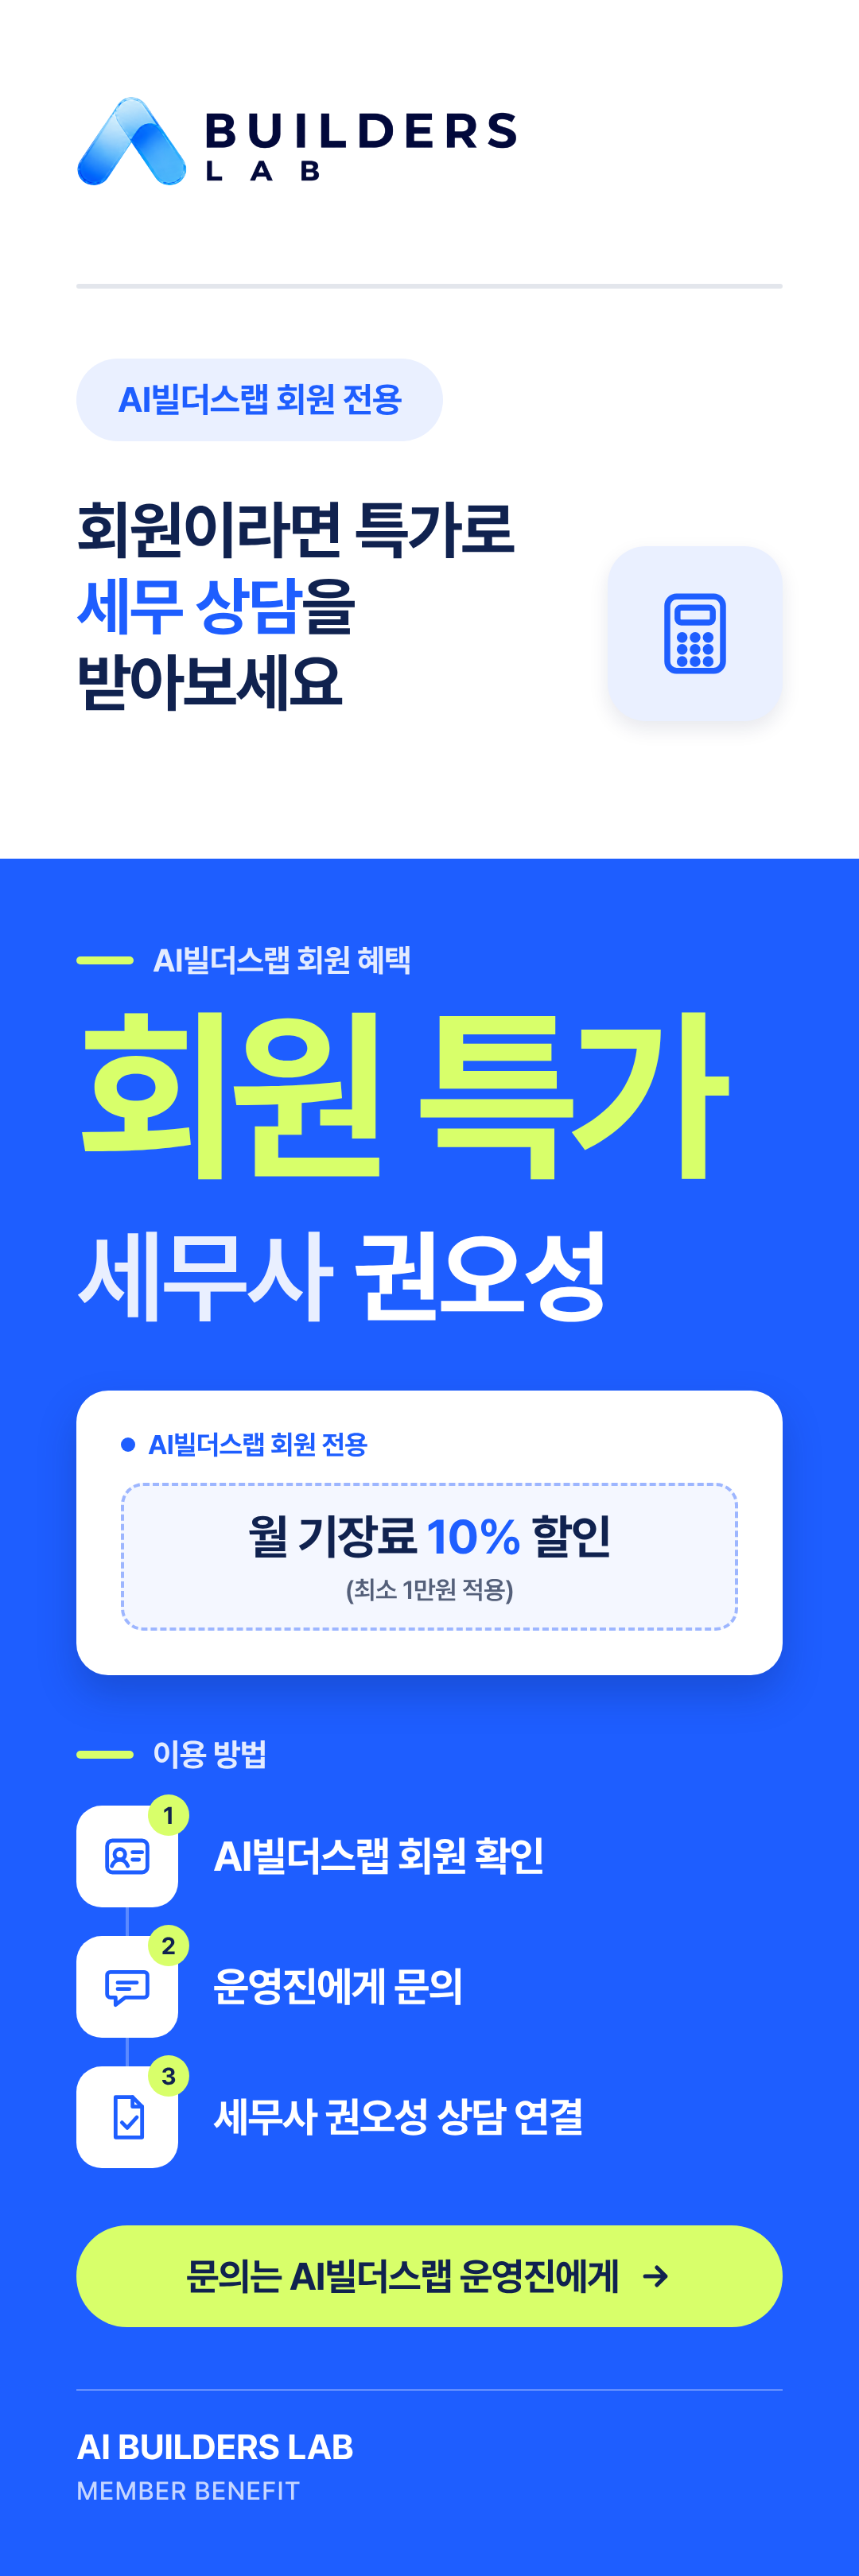 BUILDERS
LAB
AI빌더스랩 회원 전용
회원이라면 특가로
세무 상담을
받아보세요
AI빌더스랩 회원 혜택
회원 특가
세무사 권오성
AI빌더스랩 회원 전용
월 기장료 10% 할인
(최소 1만원 적용)
이용 방법
1
AI빌더스랩 회원 확인
2
운영진에게 문의
3
세무사 권오성 상담 연결
문의는 AI빌더스랩 운영진에게 →
AI BUILDERS LAB
MEMBER BENEFIT